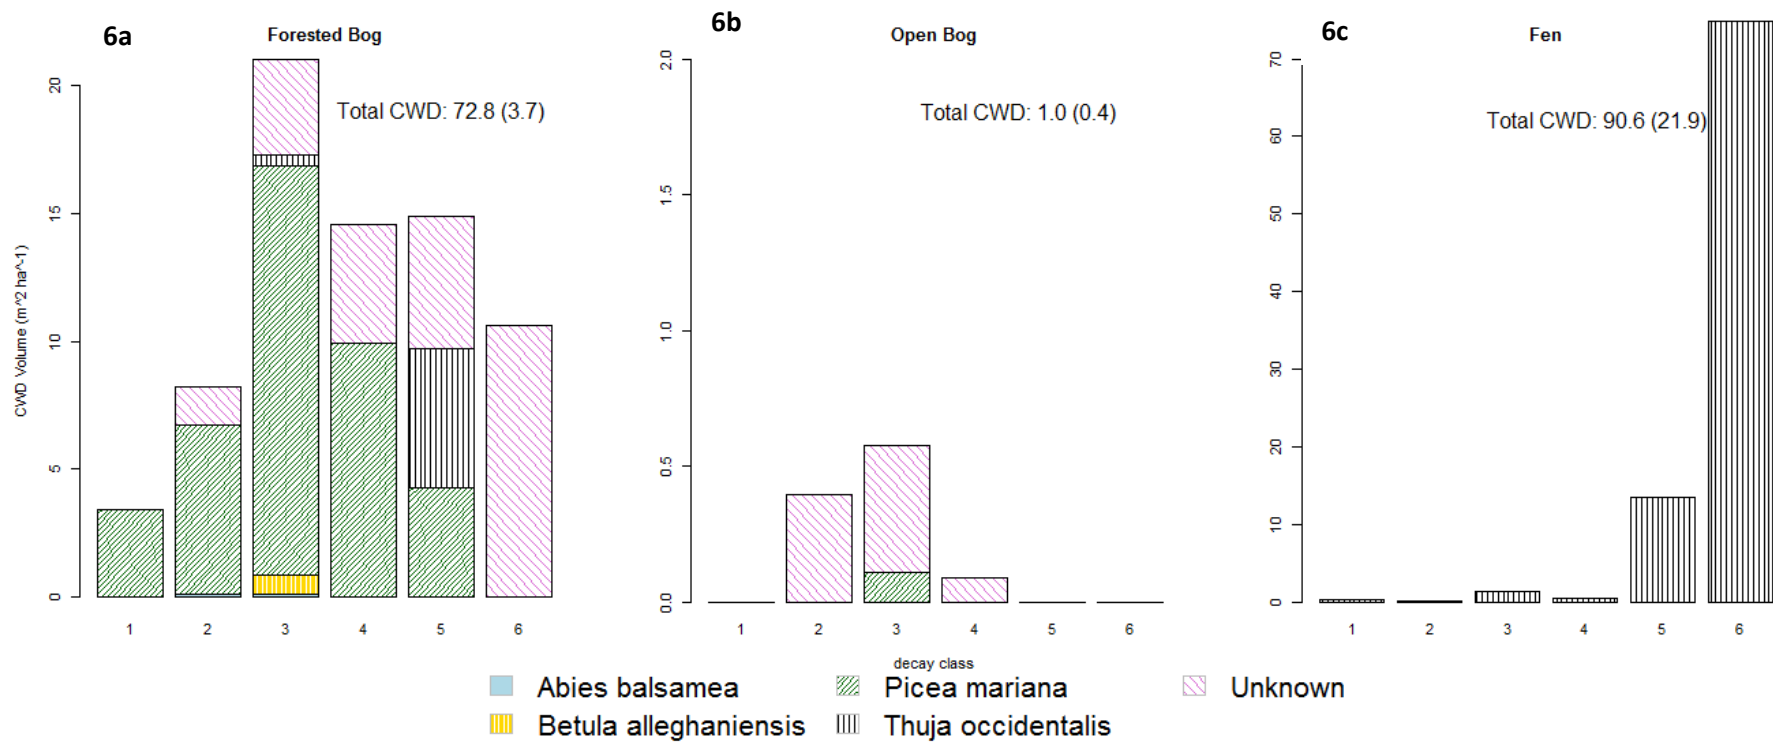 6a
Forested Bog
Total CWD: 72.8 (3.7)
CWD Volume (m^2 ha^-1)
20
15
10
5
0
1 2 3 4 5 6
6b
Open Bog
Total CWD: 1.0 (0.4)
2.0
1.5
1.0
0.5
0.0
1 2 3 4 5 6
6c
Fen
Total CWD: 90.6 (21.9)
70
60
50
40
30
20
10
0
1 2 3 4 5 6
decay class
Abies balsamea
Picea mariana
Unknown
Betula alleghaniensis
Thuja occidentalis